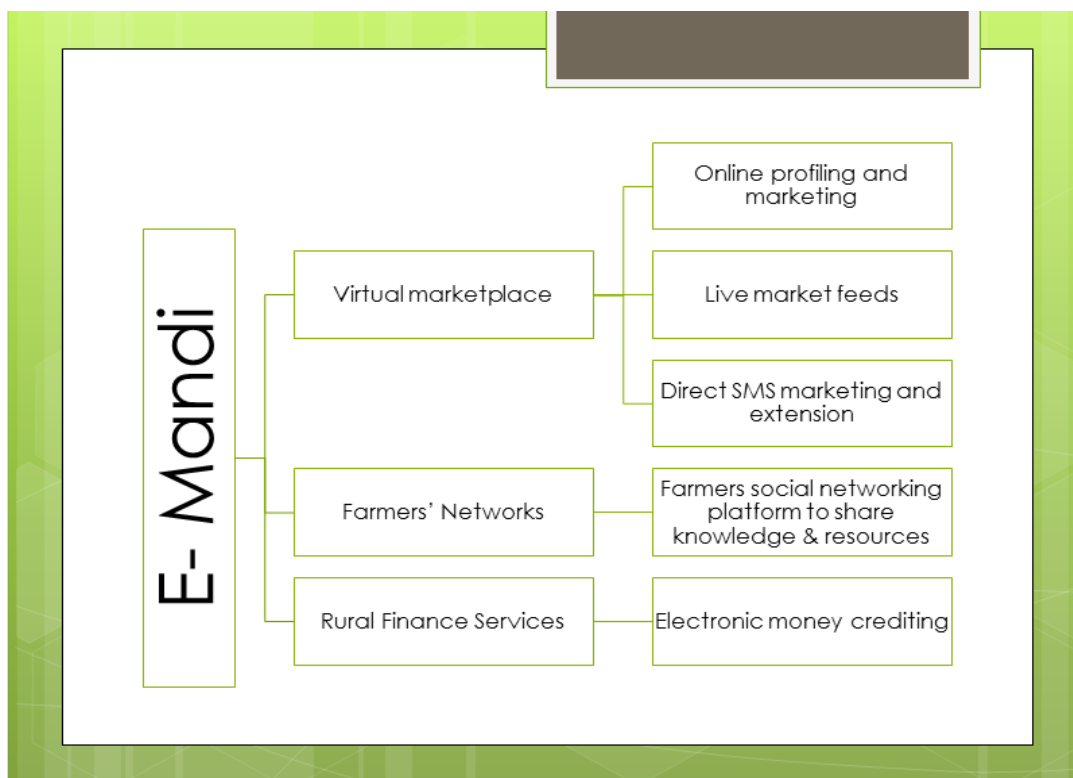 E- Mandi
Virtual marketplace
Online profiling and
marketing
Live market feeds
Direct SMS marketing and
extension
Farmers’ Networks
Farmers social networking
platform to share
knowledge & resources
Rural Finance Services
Electronic money crediting